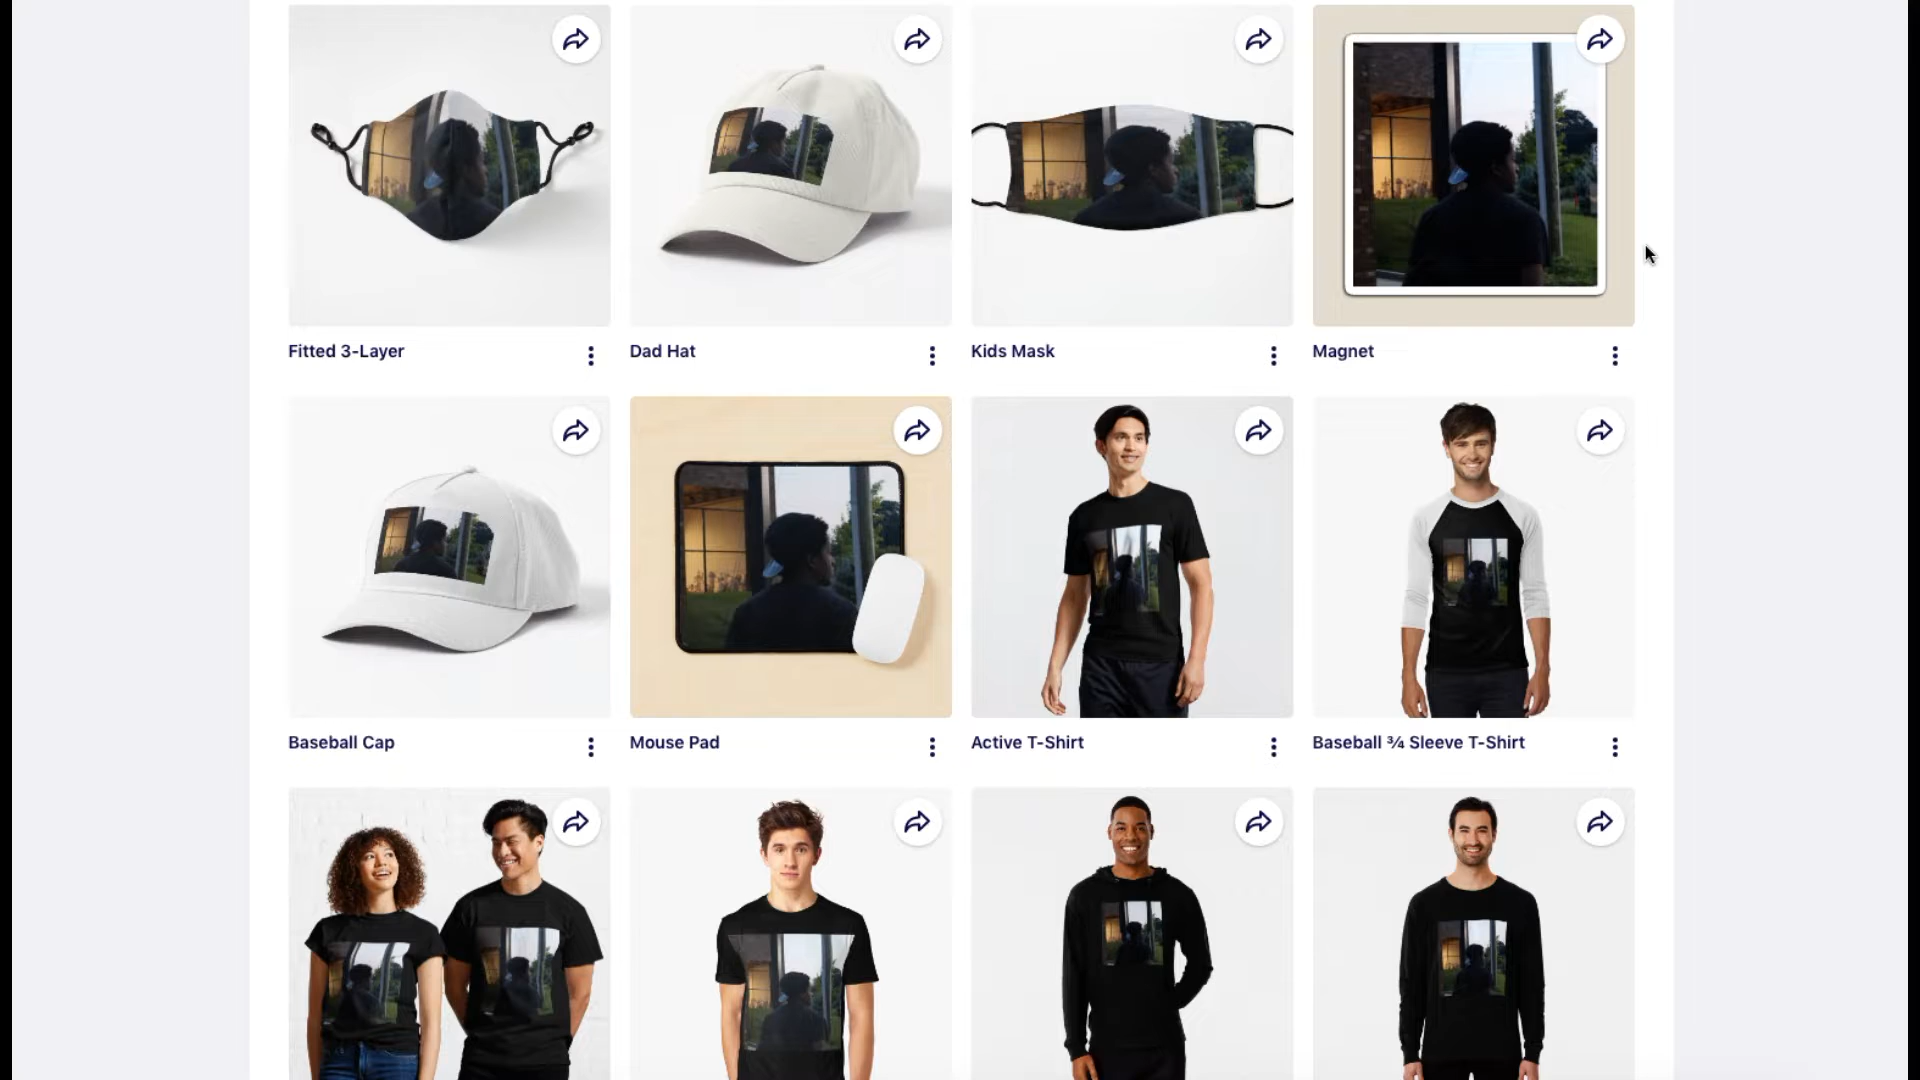 Fitted 3-Layer
Dad Hat
Kids Mask
Magnet
Baseball Cap
Mouse Pad
Active T-Shirt
Baseball ¾ Sleeve T-Shirt